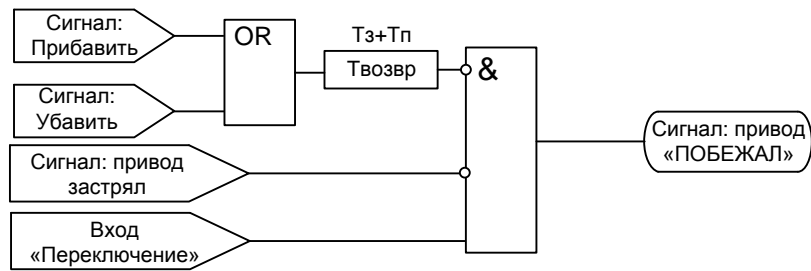 Сигнал:
Прибавить
OR
Тз+Тп
Твозвр
&
Сигнал:
Убавить
Сигнал: привод
«ПОБЕЖАЛ»
Сигнал: привод
застрял
Вход
«Переключение»